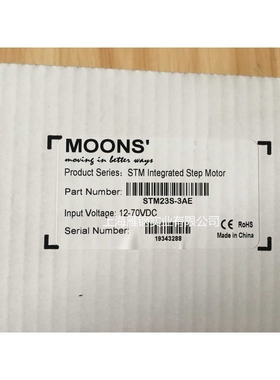 MOONS'
moving in better ways
Product Series: STM Integrated Step Motor
Part Number:
STM23S-3AE
Input Voltage: 12-70VDC
Serial Number:
19343288
CE RoHS
Made in China